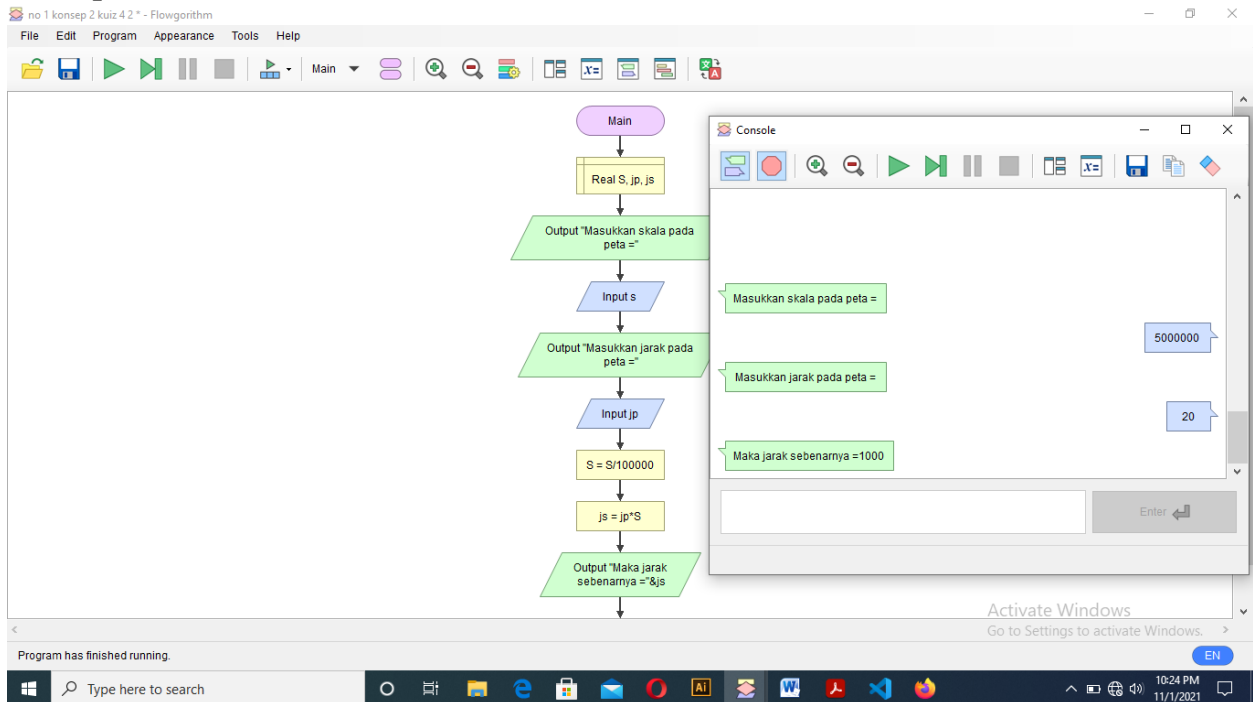 no 1 konsep 2 kuiz 4 2 * - Flowgorithm
File Edit Program Appearance Tools Help
Main
Main
Real S, jp, js
Output "Masukkan skala pada
peta ="
Input s
Output "Masukkan jarak pada
peta ="
Input jp
S = S/100000
js = jp*S
Output "Maka jarak
sebenarnya ="&js
Console
x=
Masukkan skala pada peta =
5000000
Masukkan jarak pada peta =
20
Maka jarak sebenarnya =1000
Enter
Activate Windows
Go to Settings to activate Windows.
Program has finished running.
EN
Type here to search
Ai
W
10:24 PM
11/1/2021